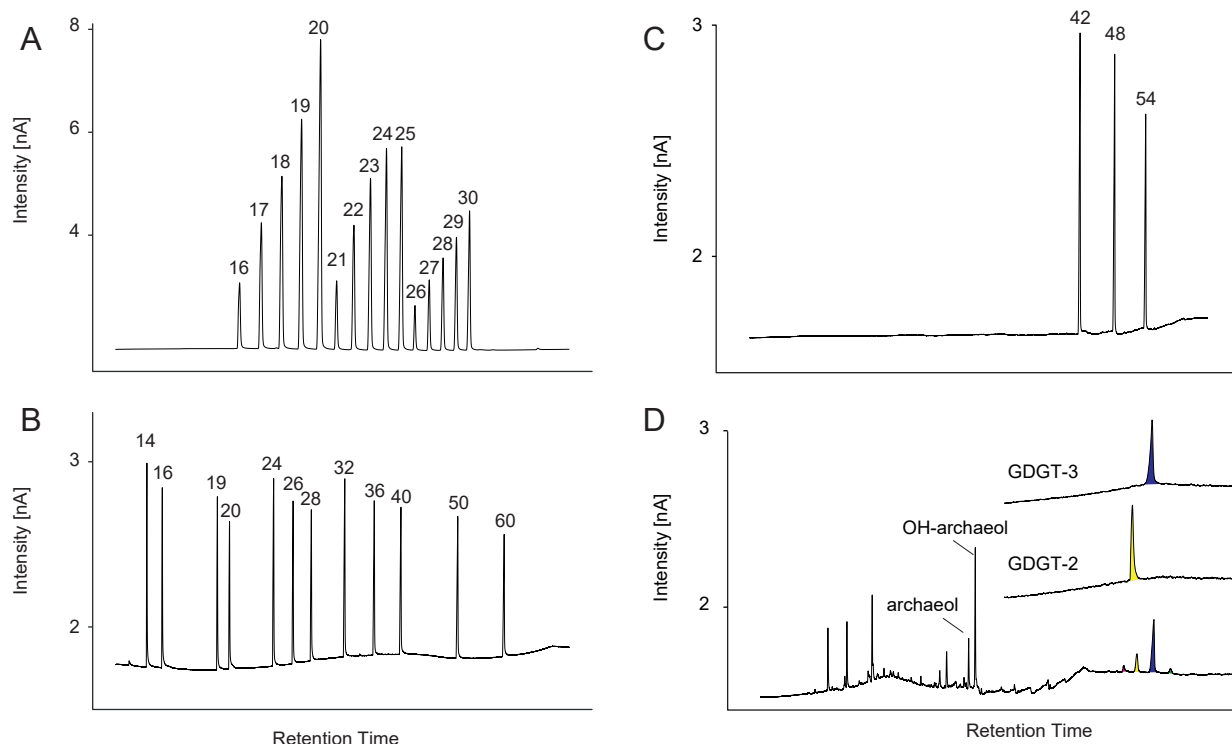 A
8
6
4
Intensity [nA]
16
17
18
19
20
21
22
23
24
25
26
27
28
29
30
B
3
2
Intensity [nA]
14
16
19
20
24
26
28
32
36
40
50
60
Retention Time
C
3
2
Intensity [nA]
42
48
54
D
3
2
Intensity [nA]
GDGT-3
OH-archaeol
GDGT-2
archaeol
Retention Time